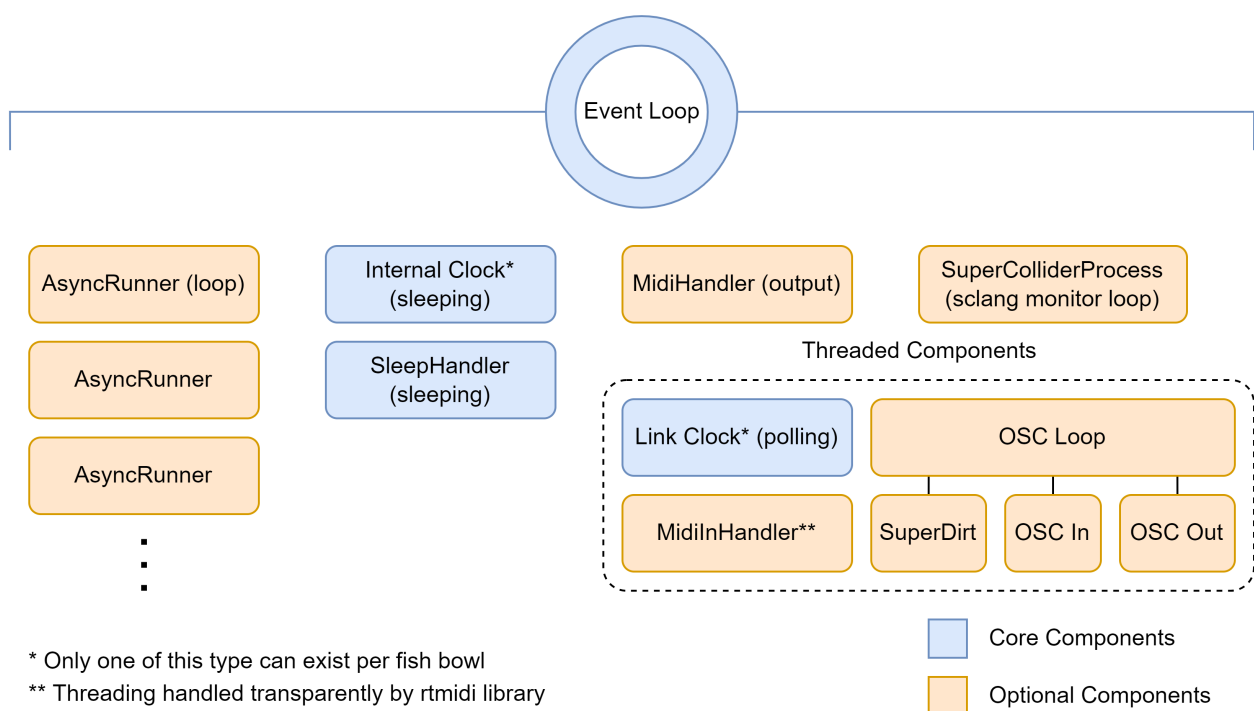 Event Loop
AsyncRunner (loop)
Internal Clock*
(sleeping)
MidiHandler (output)
SuperColliderProcess
(sclang monitor loop)
AsyncRunner
SleepHandler
(sleeping)
Threaded Components
AsyncRunner
Link Clock* (polling)
OSC Loop
MidiInHandler**
SuperDirt
OSC In
OSC Out
* Only one of this type can exist per fish bowl
** Threading handled transparently by rtmidi library
Core Components
Optional Components